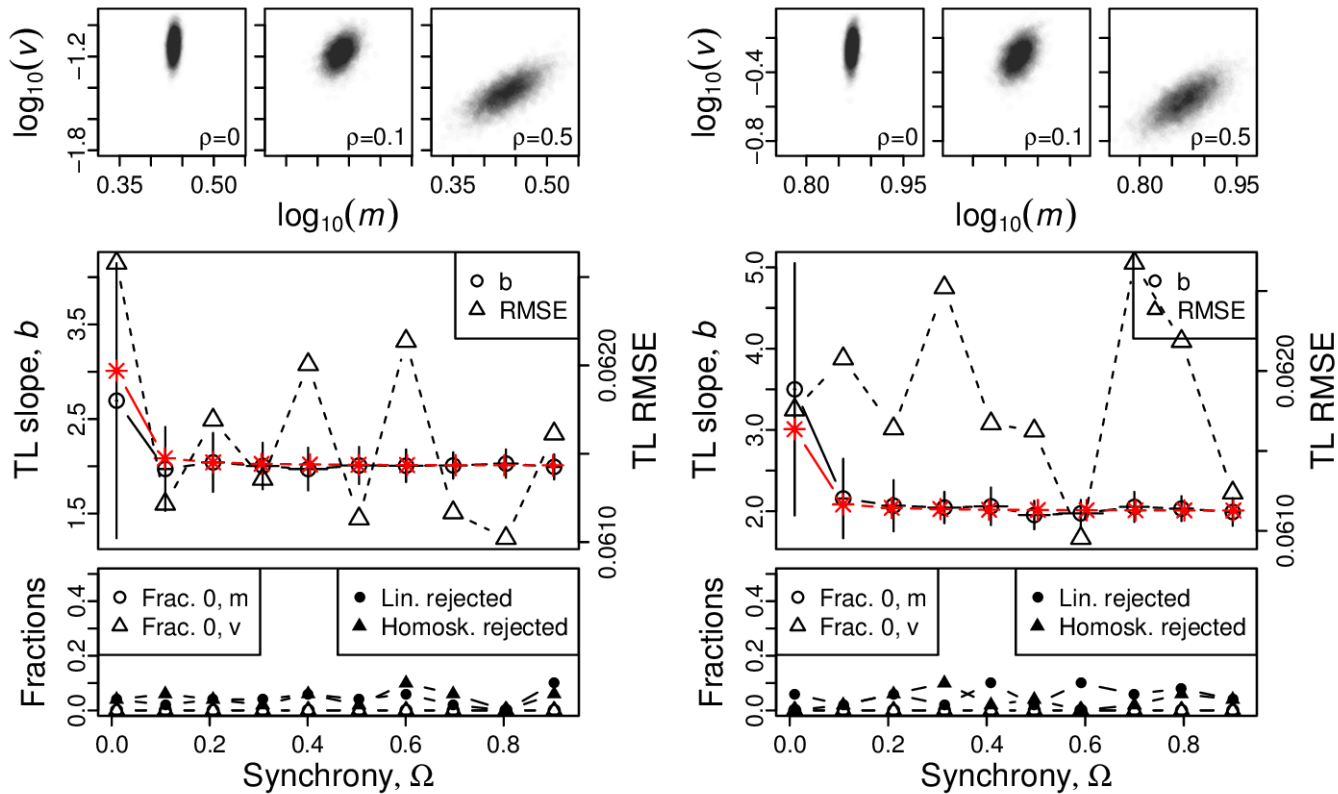 log₁₀(v)
−1.2
−1.8
ρ=0
ρ=0.1
ρ=0.5
0.35 0.50 0.35 0.50
log₁₀(m)
log₁₀(v)
−0.4
−0.8
ρ=0
ρ=0.1
ρ=0.5
0.80 0.95 0.80 0.95
log₁₀(m)
TL slope, b
3.5
2.5
1.5
b
RMSE
0.0620
0.0610
TL RMSE
TL slope, b
5.0
4.0
3.0
2.0
b
RMSE
0.0620
0.0610
TL RMSE
Fractions
0.4
0.2
0.0
Frac. 0, m
Frac. 0, v
Lin. rejected
Homosk. rejected
0.0 0.2 0.4 0.6 0.8
Synchrony, Ω
Fractions
0.4
0.2
0.0
Frac. 0, m
Frac. 0, v
Lin. rejected
Homosk. rejected
0.0 0.2 0.4 0.6 0.8
Synchrony, Ω